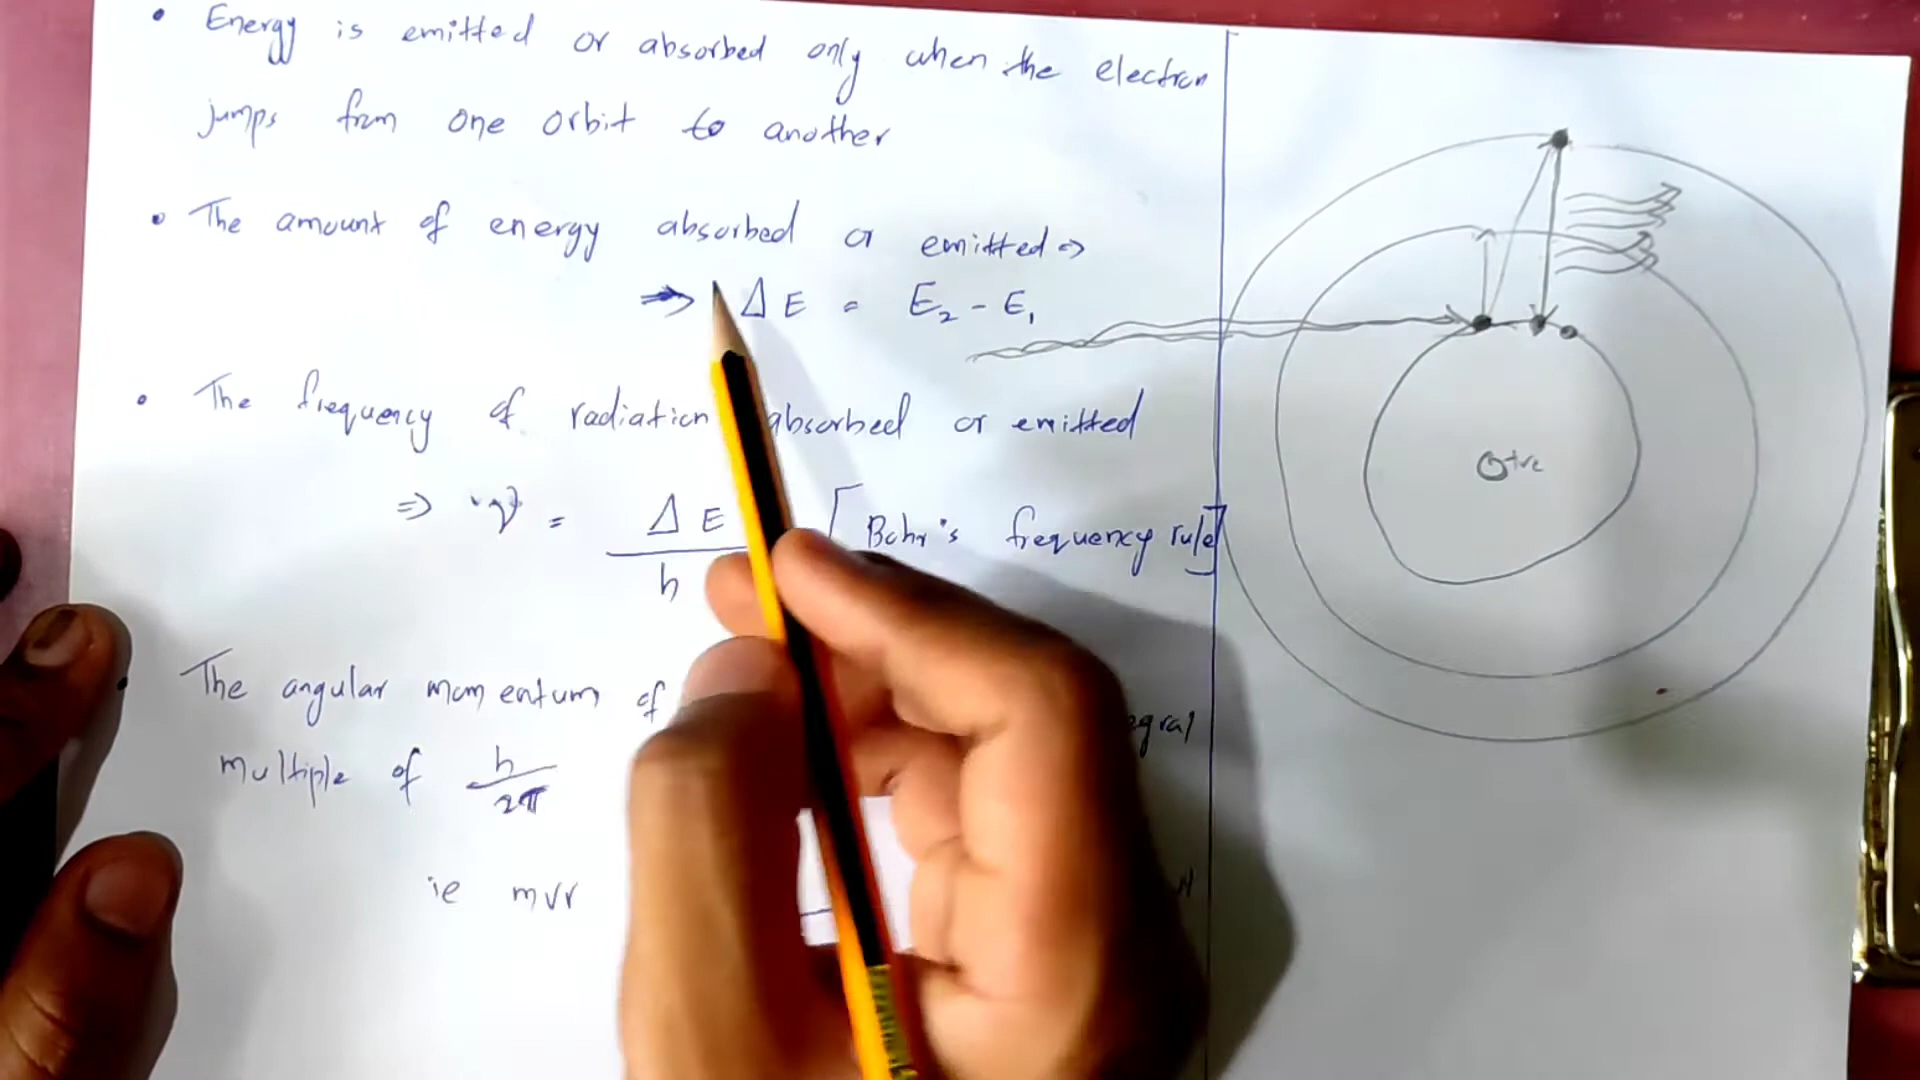 • Energy is emitted or absorbed only when the electron
jumps from one orbit to another
• The amount of energy absorbed or emitted ⇒
⇒ Δ E = E₂ - E₁
• The frequency of radiation absorbed or emitted
⇒ 'ν' = Δ E / h [Bohr's frequency rule]
• The angular momentum of
multiple of h / 2π
ie mvr
+ve